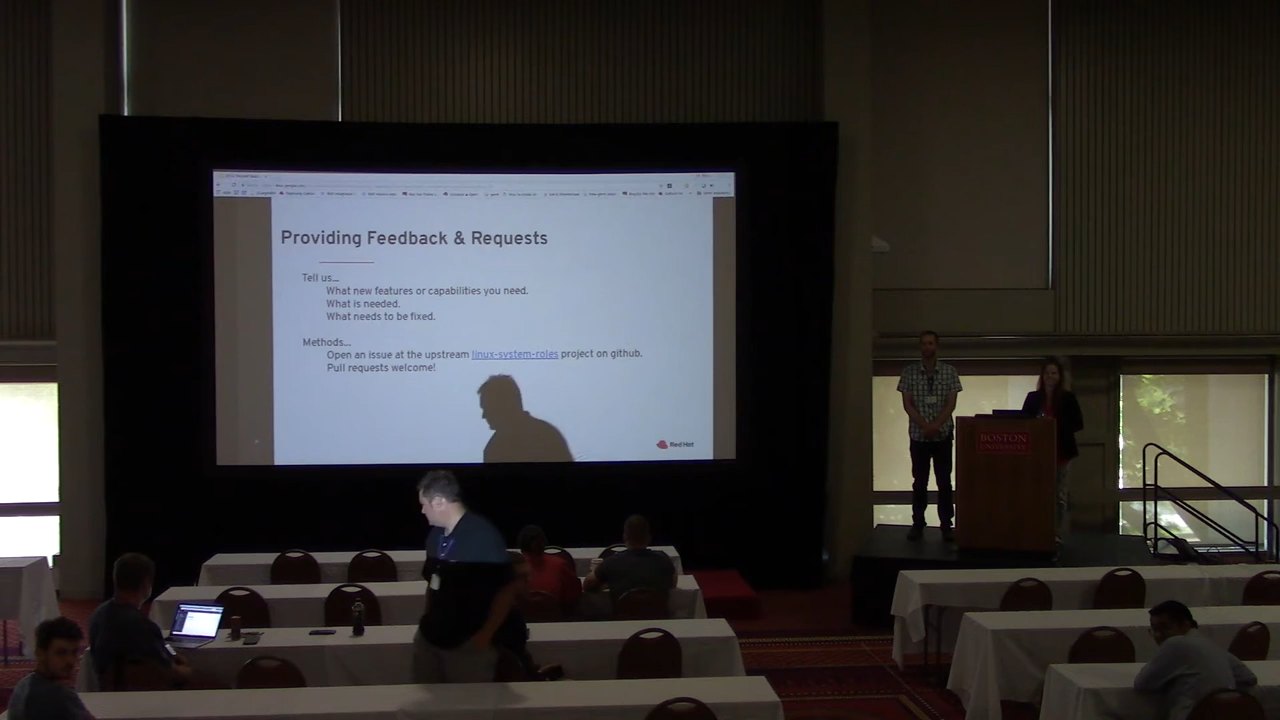 Providing Feedback & Requests
Tell us...
What new features or capabilities you need.
What is needed.
What needs to be fixed.
Methods...
Open an issue at the upstream linux-system-roles project on github.
Pull requests welcome!
Red Hat
BOSTON
UNIVERSITY